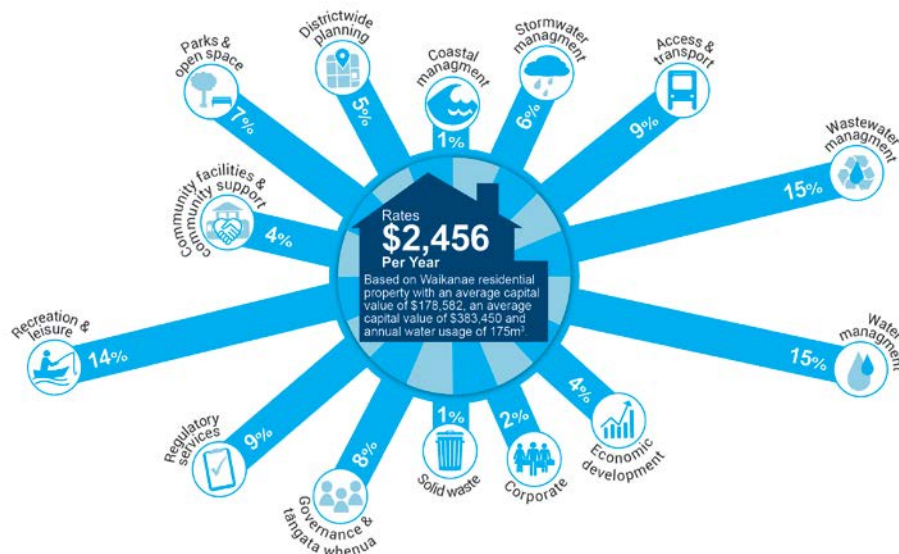 Parks &
open space
7%
Districtwide
planning
5%
Coastal
managment
1%
Stormwater
managment
6%
Access &
transport
9%
Wastewater
managment
15%
Community facilities &
community support
4%
Rates
$2,456
Per Year
Based on Waikanae residential
property with an average capital
value of $178,582, an average
capital value of $383,450 and
annual water usage of 175m³.
Recreation &
leisure
14%
Water
managment
15%
Regulatory
services
9%
Governance &
tāngata whenua
8%
Solid waste
1%
Corporate
2%
Economic
development
4%